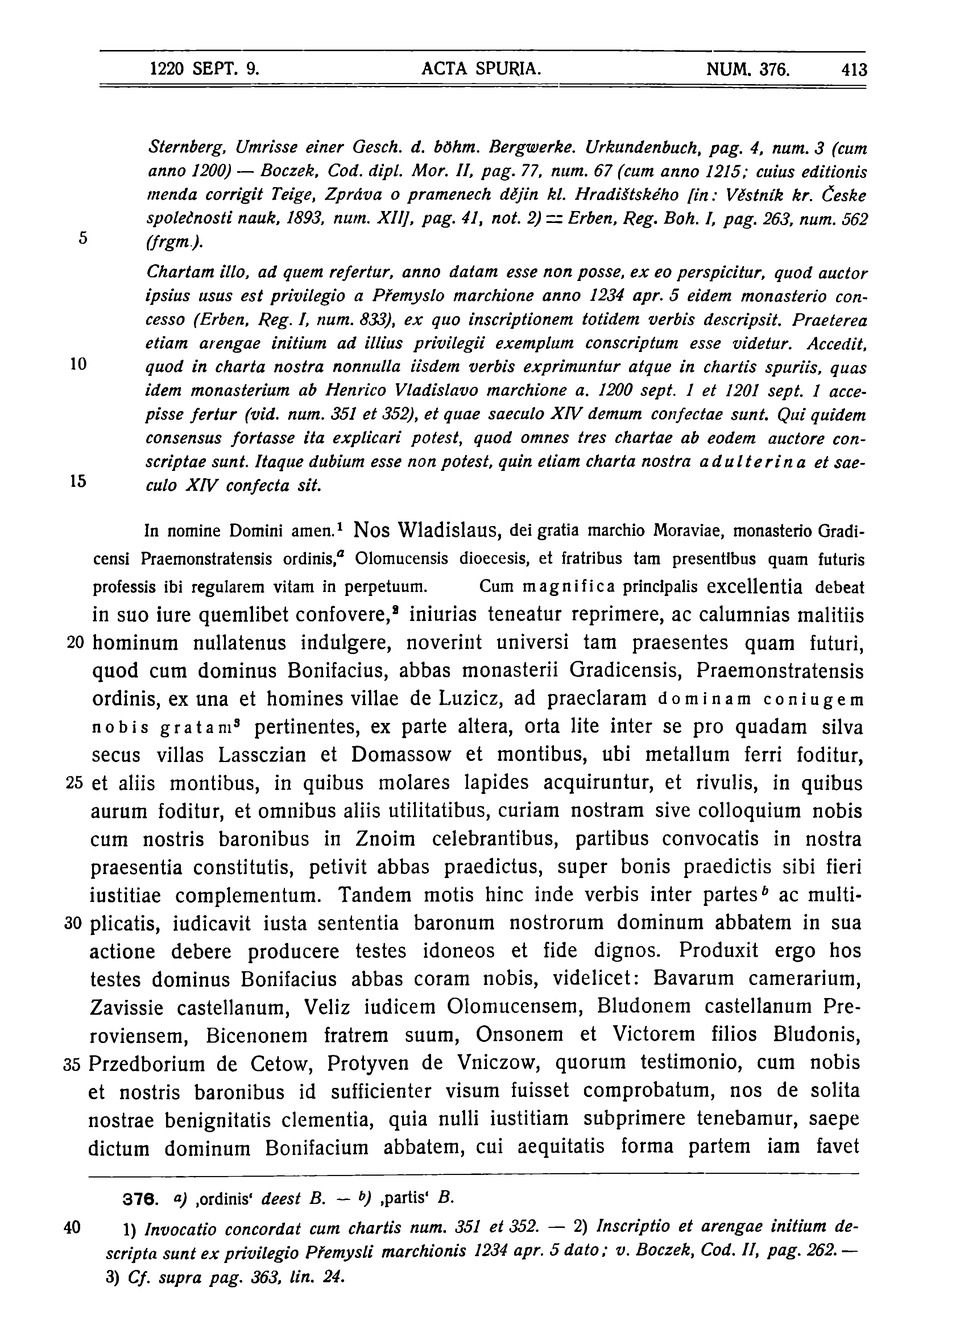 1220 SEPT. 9. ACTA SPURIA. NUM. 376. 413
Sternberg, Umrisse einer Gesch. d. böhm. Bergwerke. Urkundenbuch, pag. 4, num. 3 (cum
anno 1200) — Boczek, Cod. dipl. Mor. II, pag. 77, num. 67 (cum anno 1215; cuius editionis
menda corrigit Teige, Zpráva o pramenech dějin kl. Hradištského [in: Věstník kr. Česke
společnosti nauk, 1893, num. XII], pag. 41, not. 2) = Erben, Reg. Boh. I, pag. 263, num. 562
5 (frgm.).
Chartam illo, ad quem refertur, anno datam esse non posse, ex eo perspicitur, quod auctor
ipsius usus est privilegio a Přemyslo marchione anno 1234 apr. 5 eidem monasterio con-
cesso (Erben, Reg. I, num. 833), ex quo inscriptionem totidem verbis descripsit. Praeterea
etiam arengae initium ad illius privilegii exemplum conscriptum esse videtur. Accedit,
10 quod in charta nostra nonnulla iisdem verbis exprimuntur atque in chartis spuriis, quas
idem monasterium ab Henrico Vladislavo marchione a. 1200 sept. 1 et 1201 sept. 1 acce-
pisse fertur (vid. num. 351 et 352), et quae saeculo XIV demum confectae sunt. Qui quidem
consensus fortasse ita explicari potest, quod omnes tres chartae ab eodem auctore con-
scriptae sunt. Itaque dubium esse non potest, quin etiam charta nostra adulterina et sae-
15 culo XIV confecta sit.
In nomine Domini amen.¹ Nos Wladislaus, dei gratia marchio Moraviae, monasterio Gradi-
censi Praemonstratensis ordinis,ᵃ Olomucensis dioecesis, et fratribus tam presentibus quam futuris
professis ibi regularem vitam in perpetuum. Cum magnifica principalis excellentia debeat
in suo iure quemlibet confovere,² iniurias teneatur reprimere, ac calumnias malitiis
20 hominum nullatenus indulgere, noverint universi tam praesentes quam futuri,
quod cum dominus Bonifacius, abbas monasterii Gradicensis, Praemonstratensis
ordinis, ex una et homines villae de Luzicz, ad praeclaram dominam coniugem
nobis gratam³ pertinentes, ex parte altera, orta lite inter se pro quadam silva
secus villas Lassczian et Domassow et montibus, ubi metallum ferri foditur,
25 et aliis montibus, in quibus molares lapides acquiruntur, et rivulis, in quibus
aurum foditur, et omnibus aliis utilitatibus, curiam nostram sive colloquium nobis
cum nostris baronibus in Znoim celebrantibus, partibus convocatis in nostra
praesentia constitutis, petivit abbas praedictus, super bonis praedictis sibi fieri
iustitiae complementum. Tandem motis hinc inde verbis inter partesᵇ ac multi-
30 plicatis, iudicavit iusta sententia baronum nostrorum dominum abbatem in sua
actione debere producere testes idoneos et fide dignos. Produxit ergo hos
testes dominus Bonifacius abbas coram nobis, videlicet: Bavarum camerarium,
Zavissie castellanum, Veliz iudicem Olomucensem, Bludonem castellanum Pre-
roviensem, Bicenonem fratrem suum, Onsonem et Victorem filios Bludonis,
35 Przedborium de Cetow, Protyven de Vniczow, quorum testimonio, cum nobis
et nostris baronibus id sufficienter visum fuisset comprobatum, nos de solita
nostrae benignitatis clementia, quia nulli iustitiam subprimere tenebamur, saepe
dictum dominum Bonifacium abbatem, cui aequitatis forma partem iam favet
376. a) ‚ordinis‘ deest B. — b) ‚partis‘ B.
40 1) Invocatio concordat cum chartis num. 351 et 352. — 2) Inscriptio et arengae initium de-
scripta sunt ex privilegio Přemysli marchionis 1234 apr. 5 dato; v. Boczek, Cod. II, pag. 262. —
3) Cf. supra pag. 363, lin. 24.